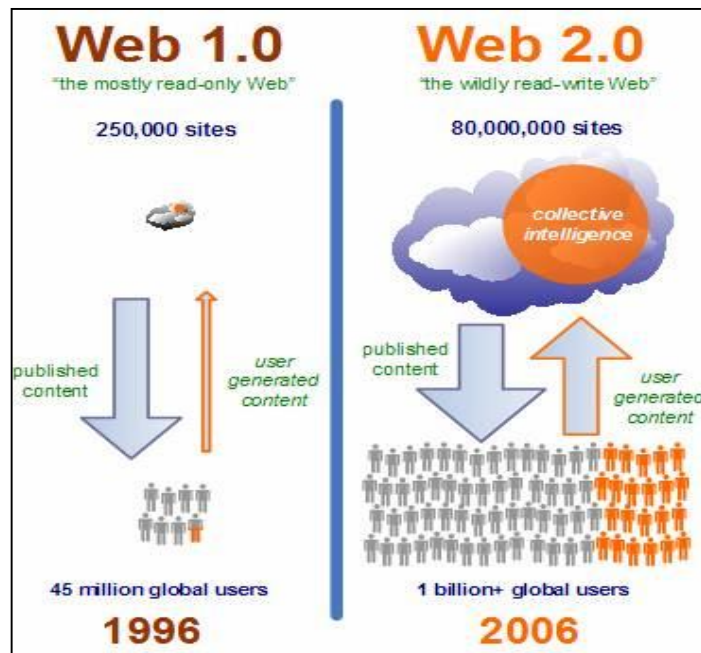 Web 1.0
"the mostly read-only Web"
250,000 sites
published
content
user
generated
content
45 million global users
1996
Web 2.0
"the wildly read-write Web"
80,000,000 sites
collective
intelligence
published
content
user
generated
content
1 billion+ global users
2006